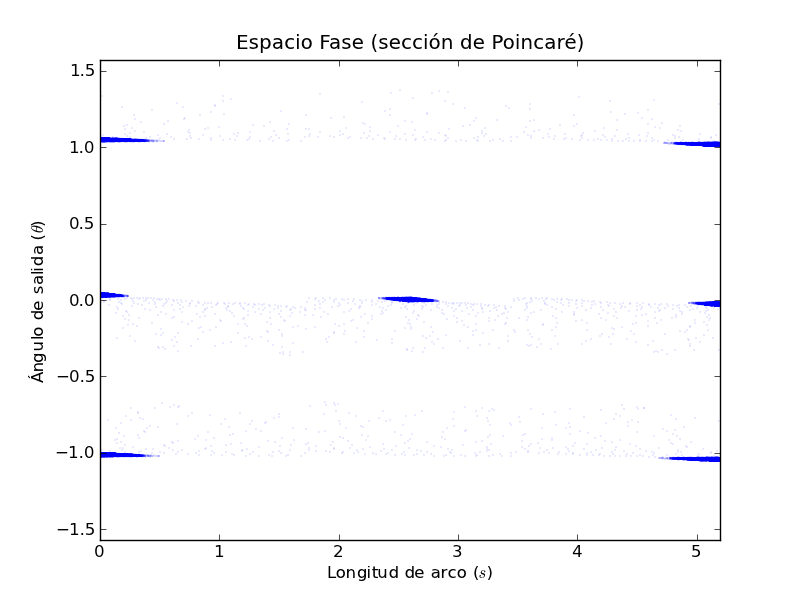 Espacio Fase (sección de Poincaré)
Ángulo de salida (θ)
1.5
1.0
0.5
0.0
−0.5
−1.0
−1.5
0 1 2 3 4 5
Longitud de arco (s)